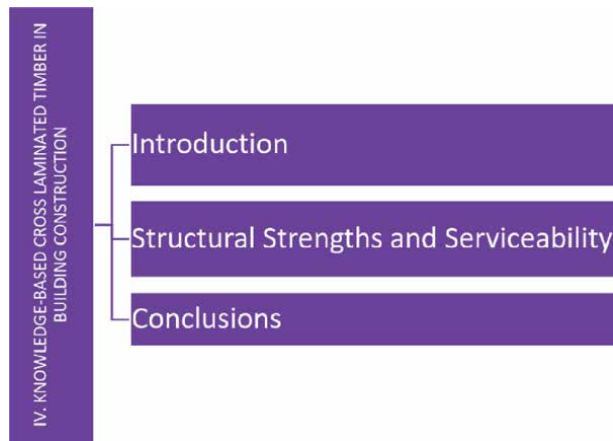 IV. KNOWLEDGE-BASED CROSS LAMINATED TIMBER IN
BUILDING CONSTRUCTION
Introduction
Structural Strengths and Serviceability
Conclusions